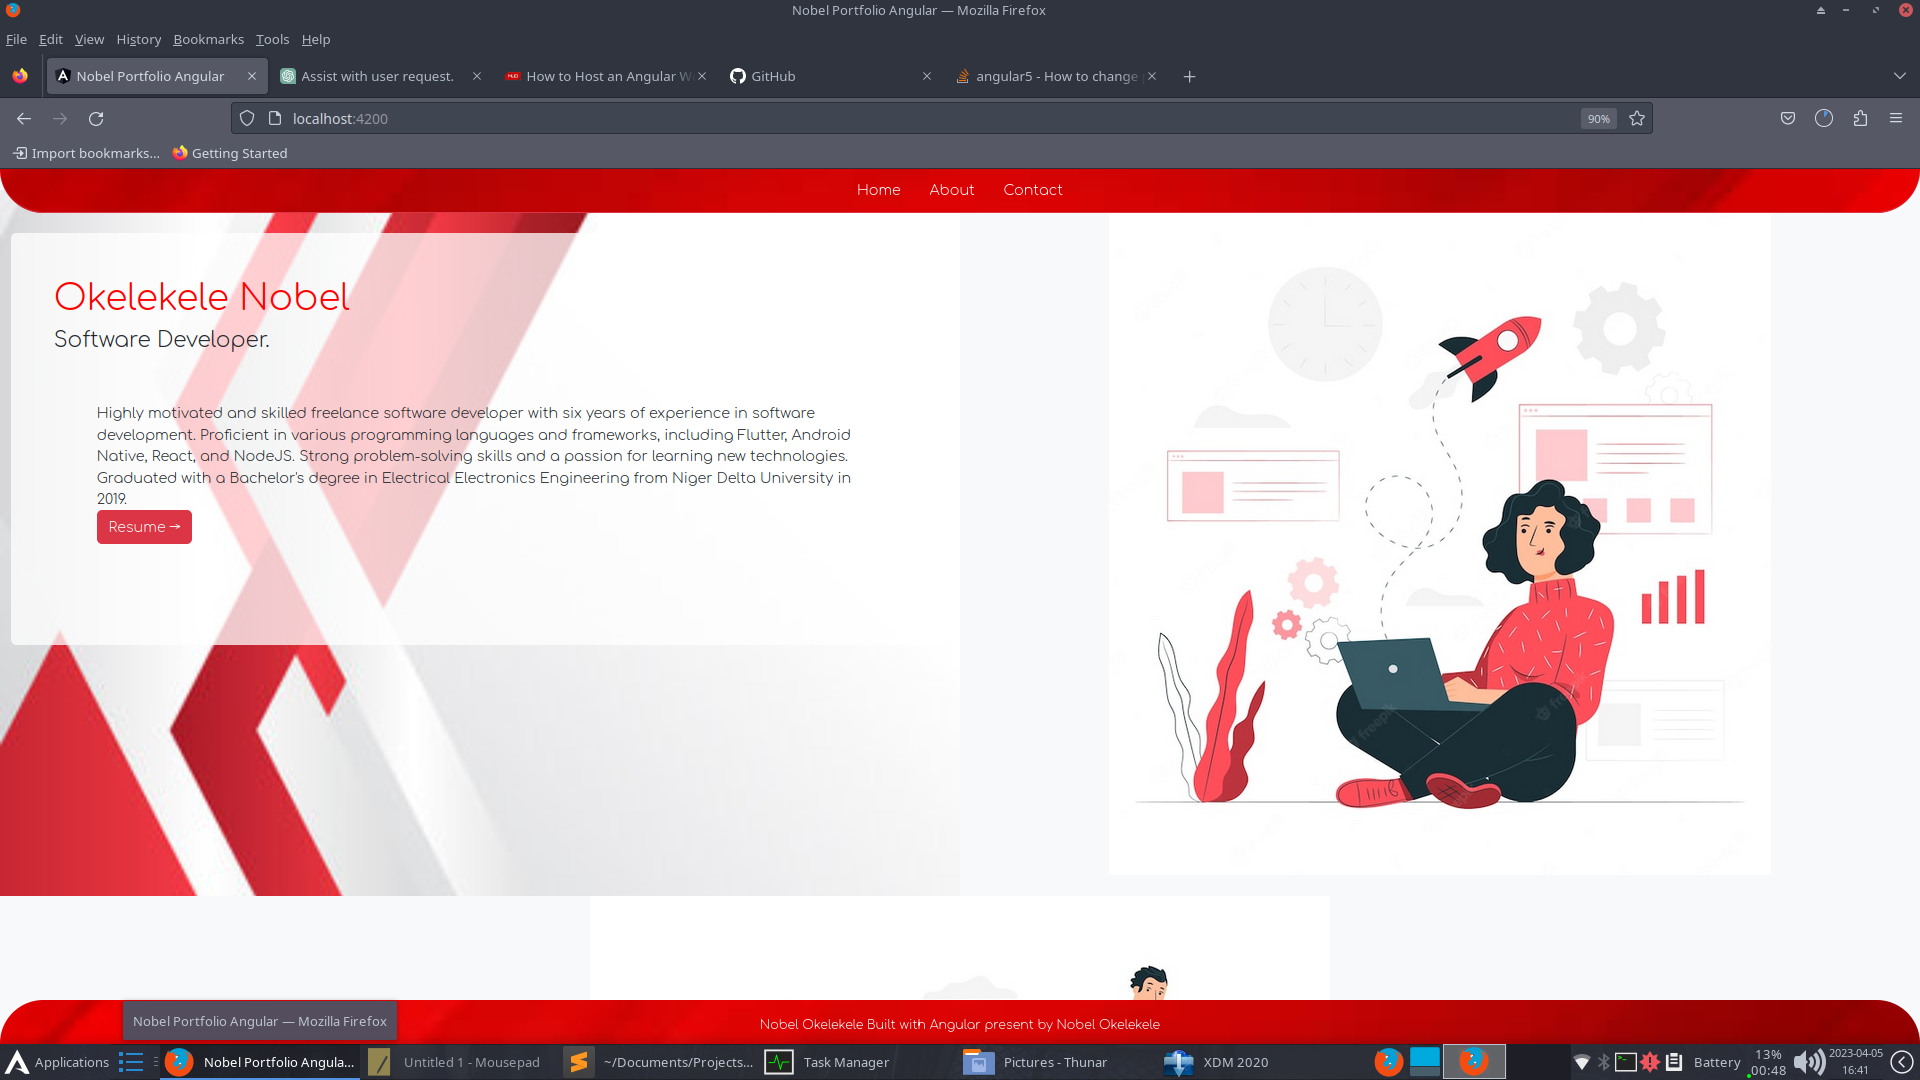 Nobel Portfolio Angular — Mozilla Firefox
File Edit View History Bookmarks Tools Help
Nobel Portfolio Angular
Assist with user request.
How to Host an Angular W
GitHub
angular5 - How to change
localhost:4200
90%
Import bookmarks...
Getting Started
Home About Contact
Okelekele Nobel
Software Developer.
Highly motivated and skilled freelance software developer with six years of experience in software
development. Proficient in various programming languages and frameworks, including Flutter, Android
Native, React, and NodeJS. Strong problem-solving skills and a passion for learning new technologies.
Graduated with a Bachelor's degree in Electrical Electronics Engineering from Niger Delta University in
2019.
Resume →
freepik
Nobel Portfolio Angular — Mozilla Firefox
Nobel Okelekele Built with Angular present by Nobel Okelekele
Applications
Nobel Portfolio Angula...
Untitled 1 - Mousepad
~/Documents/Projects...
Task Manager
Pictures - Thunar
XDM 2020
Battery
13%
00:48
2023-04-05
16:41